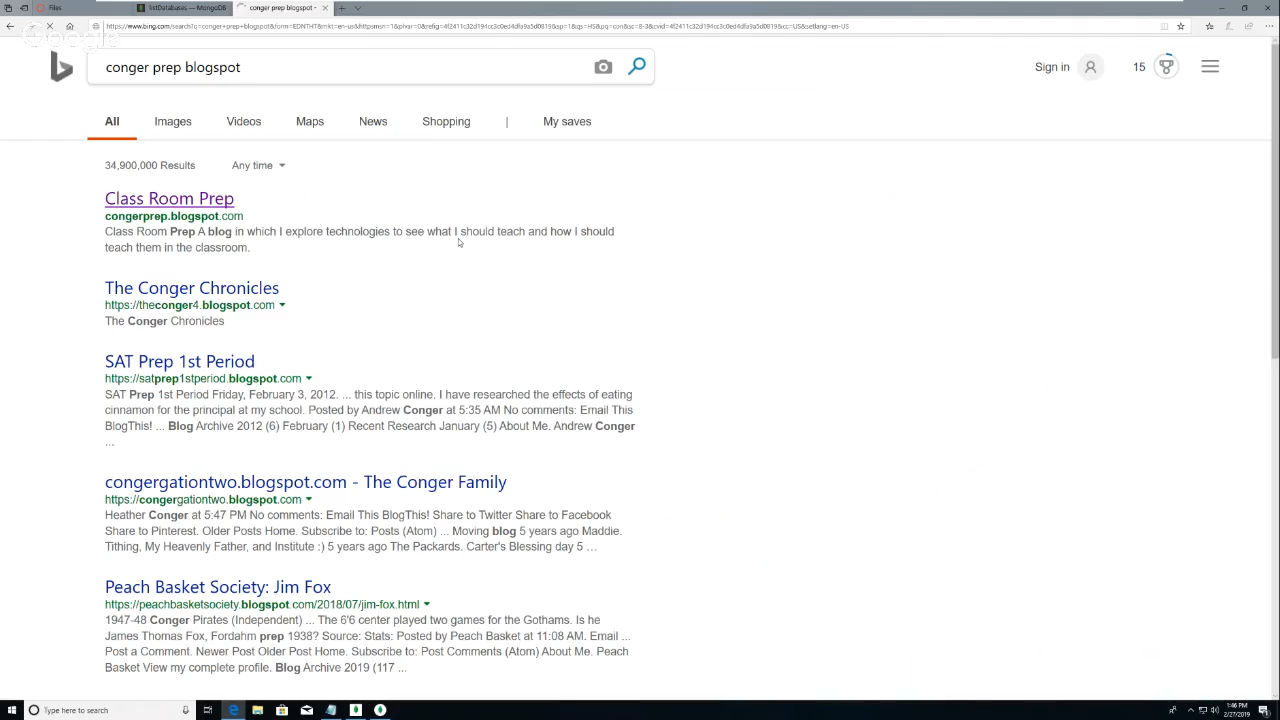 Files
listDatabases — MongoDB
conger prep blogspot -
conger prep blogspot
Sign in
15
All
Images
Videos
Maps
News
Shopping
|
My saves
34,900,000 Results
Any time
Class Room Prep
congerprep.blogspot.com
Class Room Prep A blog in which I explore technologies to see what I should teach and how I should
teach them in the classroom.
The Conger Chronicles
https://theconger4.blogspot.com
The Conger Chronicles
SAT Prep 1st Period
https://satprep1stperiod.blogspot.com
SAT Prep 1st Period Friday, February 3, 2012. ... this topic online. I have researched the effects of eating
cinnamon for the principal at my school. Posted by Andrew Conger at 5:35 AM No comments: Email This
BlogThis! ... Blog Archive 2012 (6) February (1) Recent Research January (5) About Me. Andrew Conger
...
congergationtwo.blogspot.com - The Conger Family
https://congergationtwo.blogspot.com
Heather Conger at 5:47 PM No comments: Email This BlogThis! Share to Twitter Share to Facebook
Share to Pinterest. Older Posts Home. Subscribe to: Posts (Atom) ... Moving blog 5 years ago Maddie.
Tithing, My Heavenly Father, and Institute :) 5 years ago The Packards. Carter's Blessing day 5 …
Peach Basket Society: Jim Fox
https://peachbasketsociety.blogspot.com/2018/07/jim-fox.html
1947-48 Conger Pirates (Independent) ... The 6'6 center played two games for the Gothams. Is he
James Thomas Fox, Fordahm prep 1938? Source: Stats: Posted by Peach Basket at 11:08 AM. Email ...
Post a Comment. Newer Post Older Post Home. Subscribe to: Post Comments (Atom) About Me. Peach
Basket View my complete profile. Blog Archive 2019 (117 ...
Type here to search
1:46 PM
2/27/2019